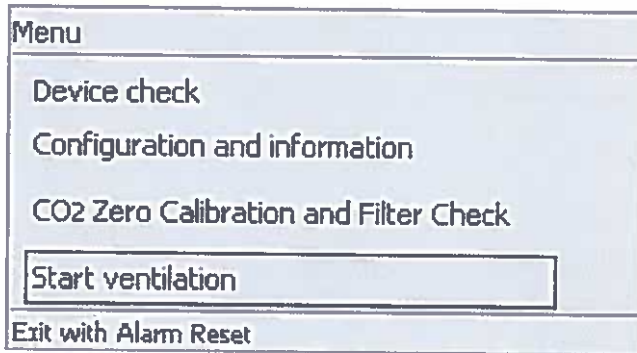 Menu
Device check
Configuration and information
CO2 Zero Calibration and Filter Check
Start ventilation
Exit with Alarm Reset